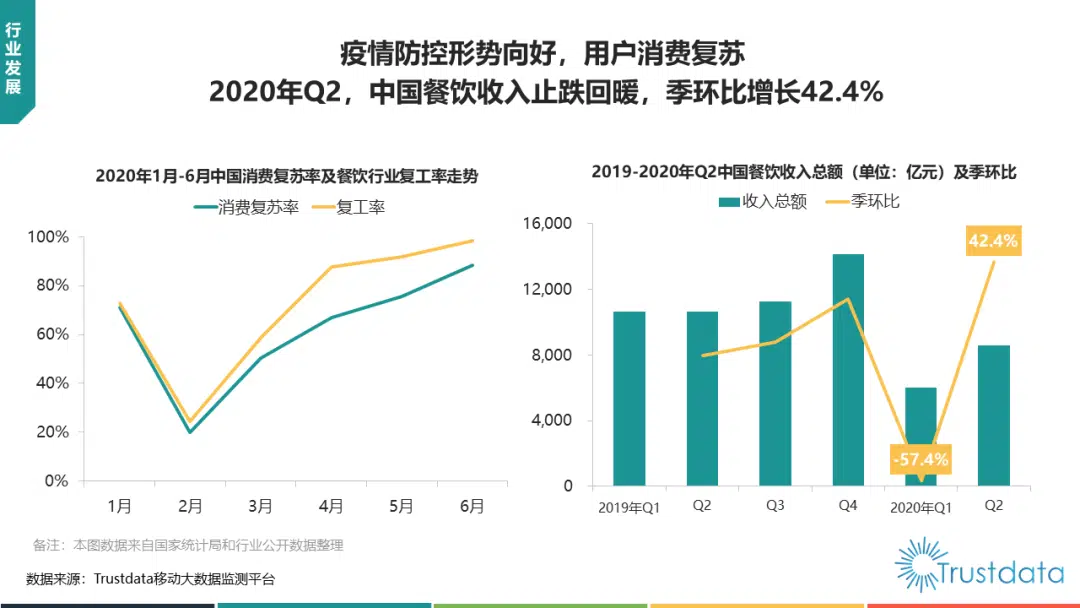 行业发展
疫情防控形势向好，用户消费复苏
2020年Q2，中国餐饮收入止跌回暖，季环比增长42.4%
2020年1月-6月中国消费复苏率及餐饮行业复工率走势
消费复苏率 复工率
100%
80%
60%
40%
20%
0%
1月 2月 3月 4月 5月 6月
2019-2020年Q2中国餐饮收入总额（单位：亿元）及季环比
收入总额 季环比
16,000
12,000
8,000
4,000
0
42.4%
-57.4%
2019年Q1 Q2 Q3 Q4 2020年Q1 Q2
备注：本图数据来自国家统计局和行业公开数据整理
数据来源：Trustdata移动大数据监测平台
Trustdata